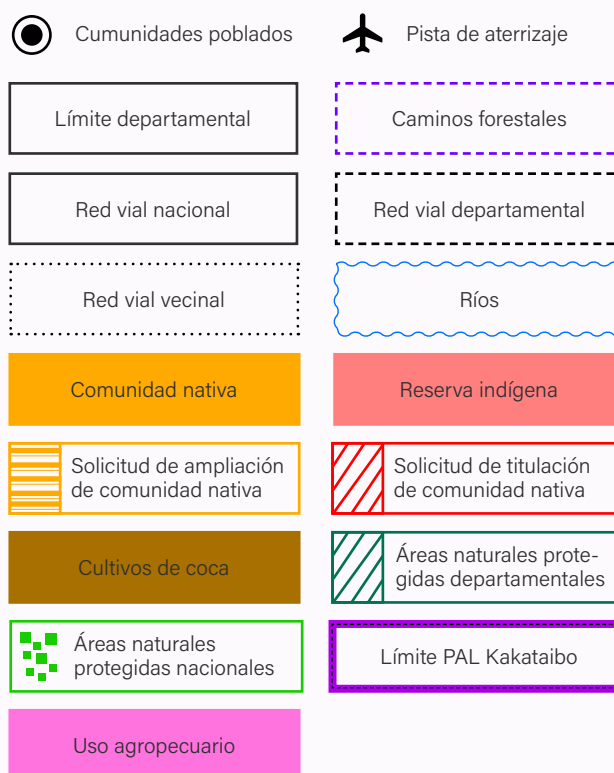 Cumunidades poblados
Pista de aterrizaje
Límite departamental
Caminos forestales
Red vial nacional
Red vial departamental
Red vial vecinal
Ríos
Comunidad nativa
Reserva indígena
Solicitud de ampliación
de comunidad nativa
Solicitud de titulación
de comunidad nativa
Cultivos de coca
Áreas naturales prote-
gidas departamentales
Áreas naturales
protegidas nacionales
Límite PAL Kakataibo
Uso agropecuario